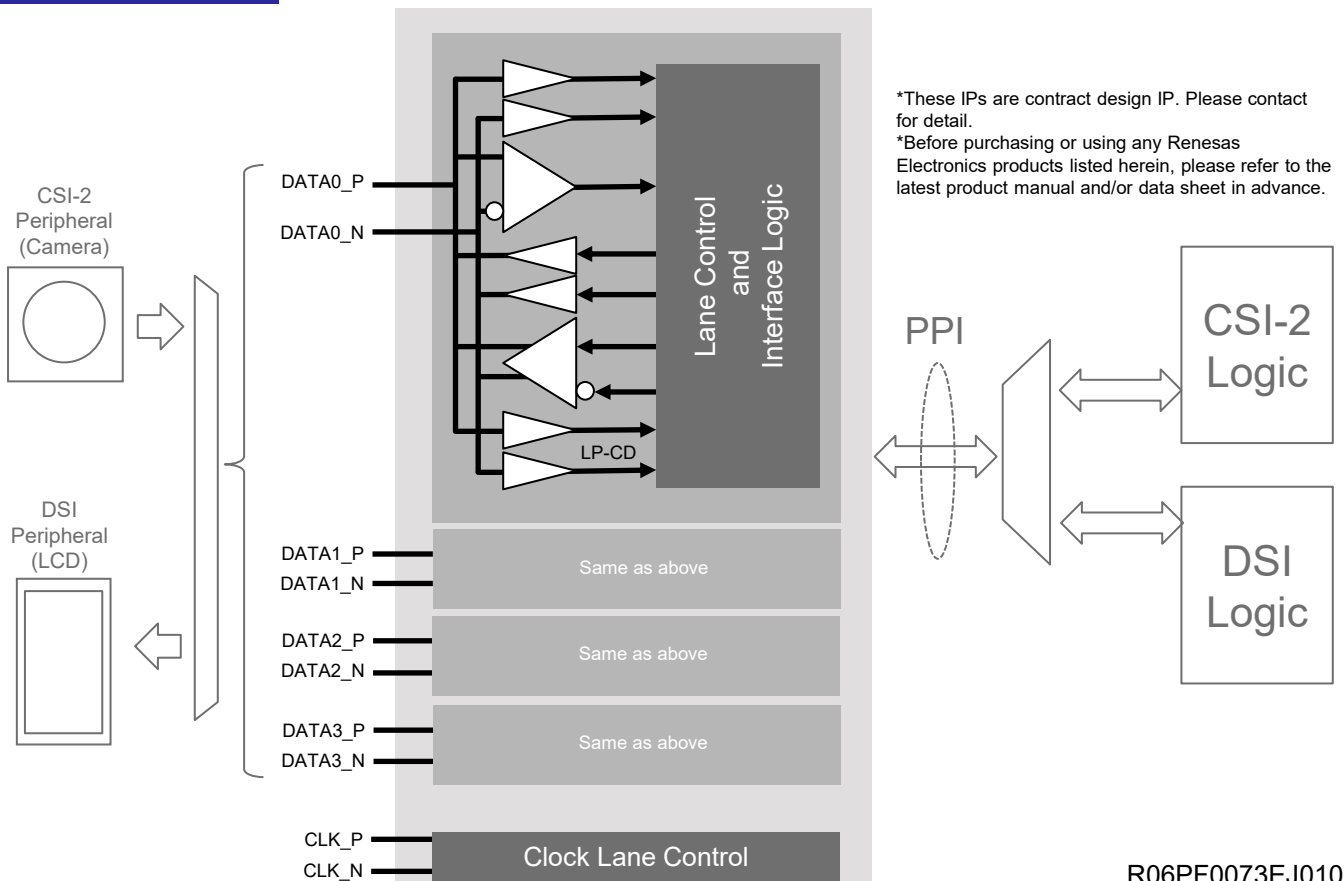 *These IPs are contract design IP. Please contact
for detail.
*Before purchasing or using any Renesas
Electronics products listed herein, please refer to the
latest product manual and/or data sheet in advance.
CSI-2
Peripheral
(Camera)
DSI
Peripheral
(LCD)
DATA0_P
DATA0_N
LP-CD
Lane Control
and
Interface Logic
DATA1_P
DATA1_N
Same as above
DATA2_P
DATA2_N
Same as above
DATA3_P
DATA3_N
Same as above
CLK_P
CLK_N
Clock Lane Control
PPI
CSI-2
Logic
DSI
Logic
R06PF0073EJ010